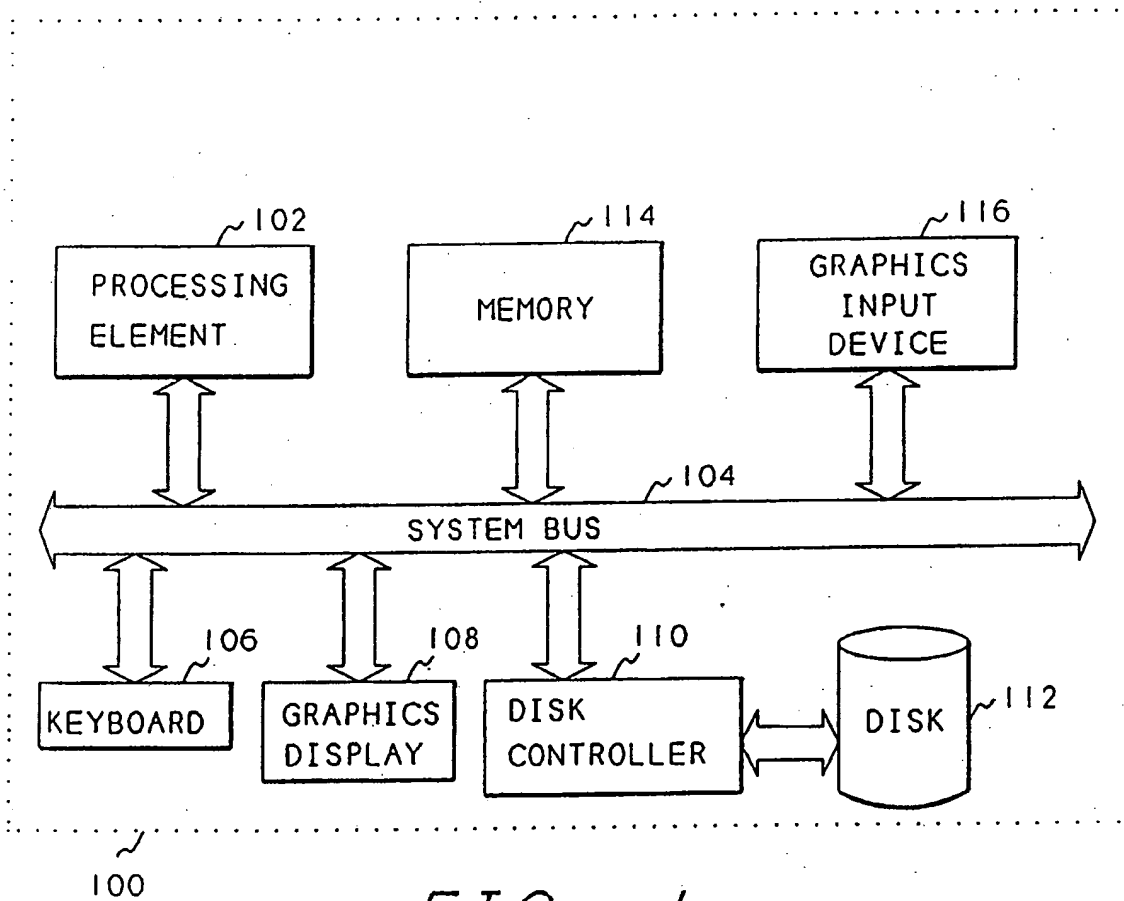 102
114
116
PROCESSING
ELEMENT
MEMORY
GRAPHICS
INPUT
DEVICE
104
SYSTEM BUS
106
108
110
112
KEYBOARD
GRAPHICS
DISPLAY
DISK
CONTROLLER
DISK
100